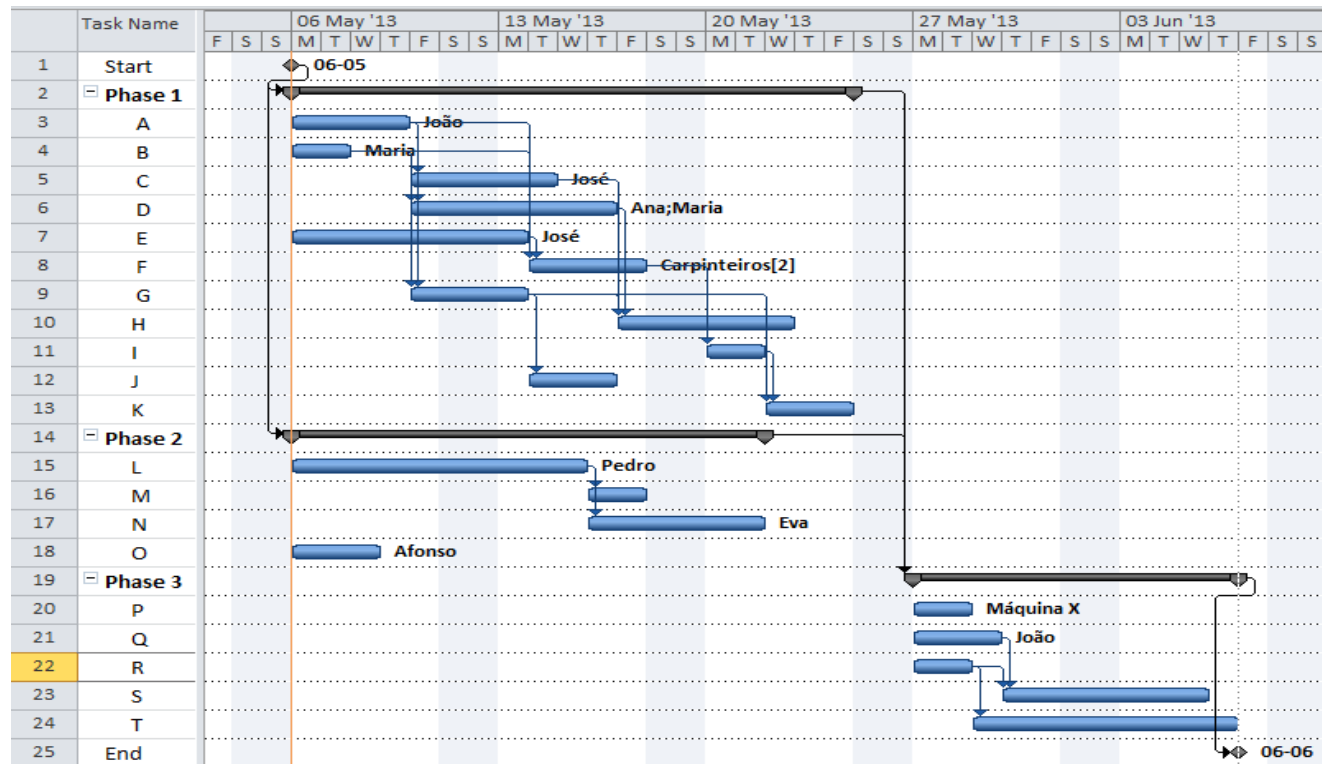 Task Name 06 May '13 13 May '13 20 May '13 27 May '13 03 Jun '13
F S S M T W T F S S M T W T F S S M T W T F S S M T W T F S S M T W T F S S
1 Start 06-05
2 Phase 1
3 A João
4 B Maria
5 C José
6 D Ana;Maria
7 E José
8 F Carpinteiros[2]
9 G
10 H
11 I
12 J
13 K
14 Phase 2
15 L Pedro
16 M
17 N Eva
18 O Afonso
19 Phase 3
20 P Máquina X
21 Q João
22 R
23 S
24 T
25 End 06-06